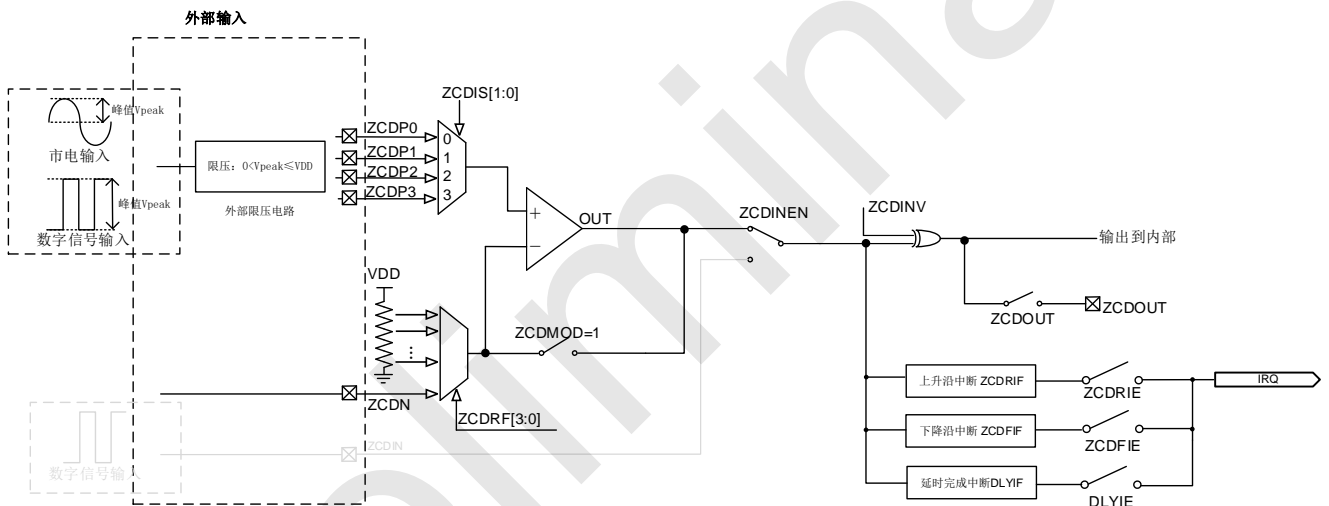 外部输入
ZCDIS[1:0]
峰值Vpeak
市电输入
峰值Vpeak
数字信号输入
限压：0<Vpeak≤VDD
外部限压电路
ZCDP0
ZCDP1
ZCDP2
ZCDP3
0
1
2
3
+
−
OUT
VDD
ZCDN
ZCDRF[3:0]
ZCDMOD=1
ZCDINEN
ZCDINV
输出到内部
ZCDOUT
ZCDOUT
上升沿中断 ZCDRIF
ZCDRIE
IRQ
下降沿中断 ZCDFIF
ZCDFIE
延时完成中断DLYIF
DLYIE
ZCDIN
数字信号输入